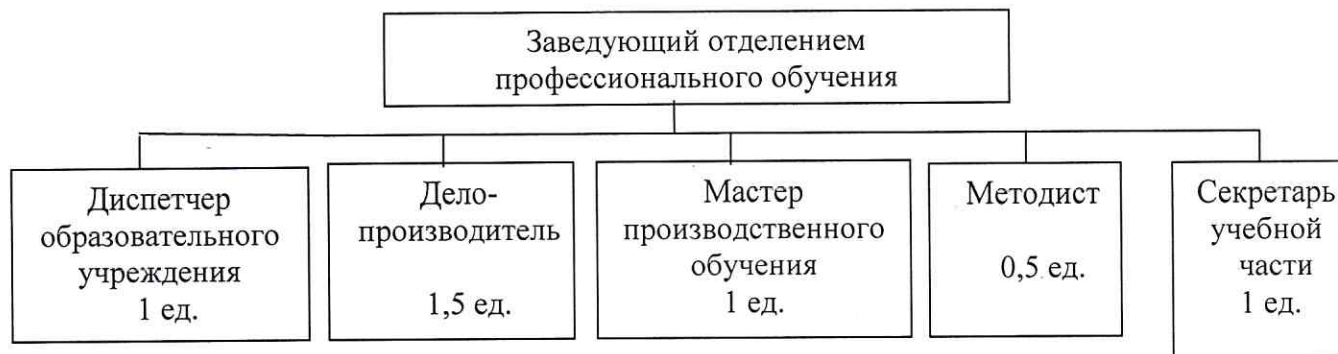 Заведующий отделением
профессионального обучения
Диспетчер
образовательного
учреждения
1 ед.
Дело-
производитель
1,5 ед.
Мастер
производственного
обучения
1 ед.
Методист
0,5 ед.
Секретарь
учебной
части
1 ед.